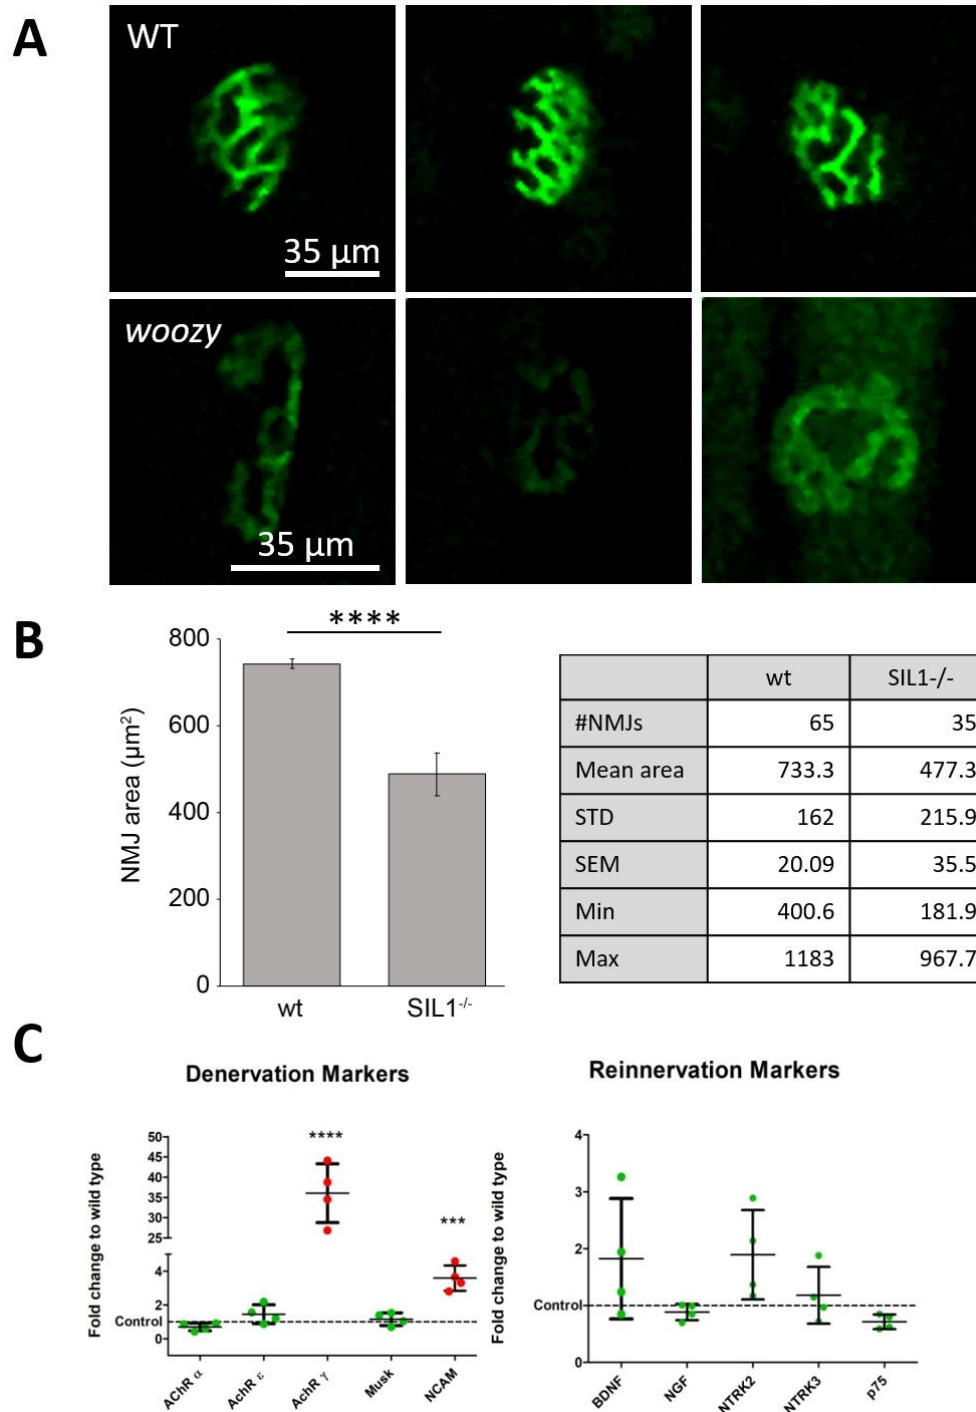 A
WT
35 µm
woozy
35 µm
B
****
800
600
400
200
0
NMJ area (µm²)
wt
SIL1-/-
wt SIL1-/-
#NMJs 65 35
Mean area 733.3 477.3
STD 162 215.9
SEM 20.09 35.5
Min 400.6 181.9
Max 1183 967.7
C
Denervation Markers
Fold change to wild type
50
45
40
35
30
25
4
2
Control
0
****
***
AChR α
AchR ε
AchR γ
Musk
NCAM
Reinnervation Markers
Fold change to wild type
4
3
2
Control
0
BDNF
NGF
NTRK2
NTRK3
p75